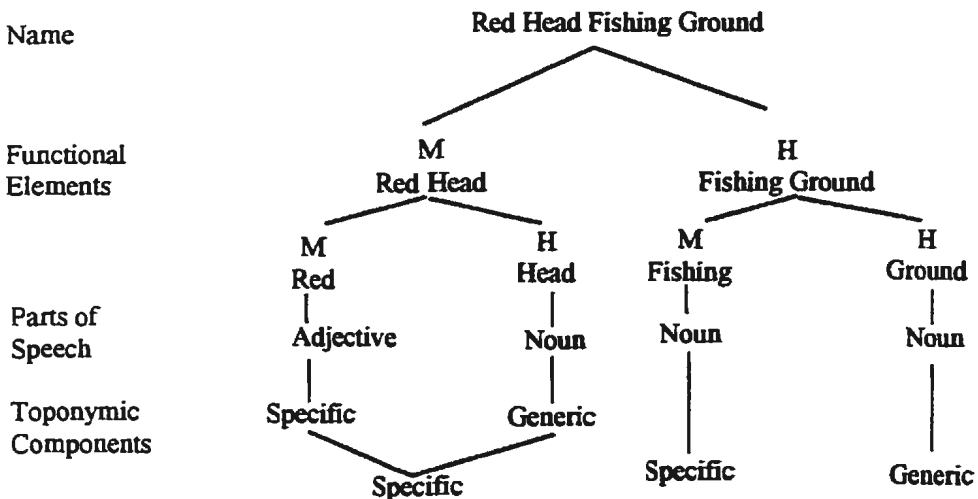 Name
Red Head Fishing Ground
Functional
Elements
M
H
Red Head
Fishing Ground
M
H
M
H
Red
Head
Fishing
Ground
Parts of
Speech
Adjective
Noun
Noun
Noun
Toponymic
Components
Specific
Generic
Specific
Specific
Generic